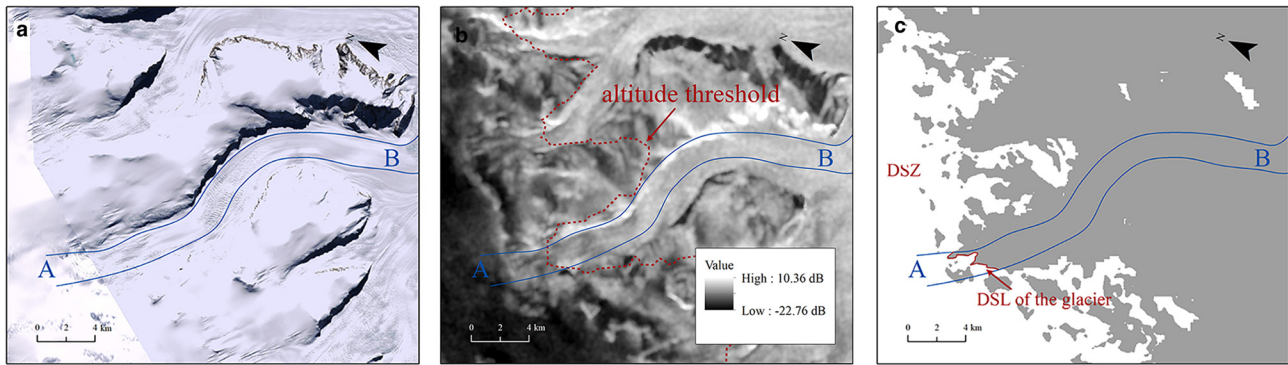 a
N
B
A
0 2 4 km
b
N
altitude threshold
B
A
Value
High : 10.36 dB
Low : -22.76 dB
0 2 4 km
c
N
DSZ
B
A
DSL of the glacier
0 2 4 km